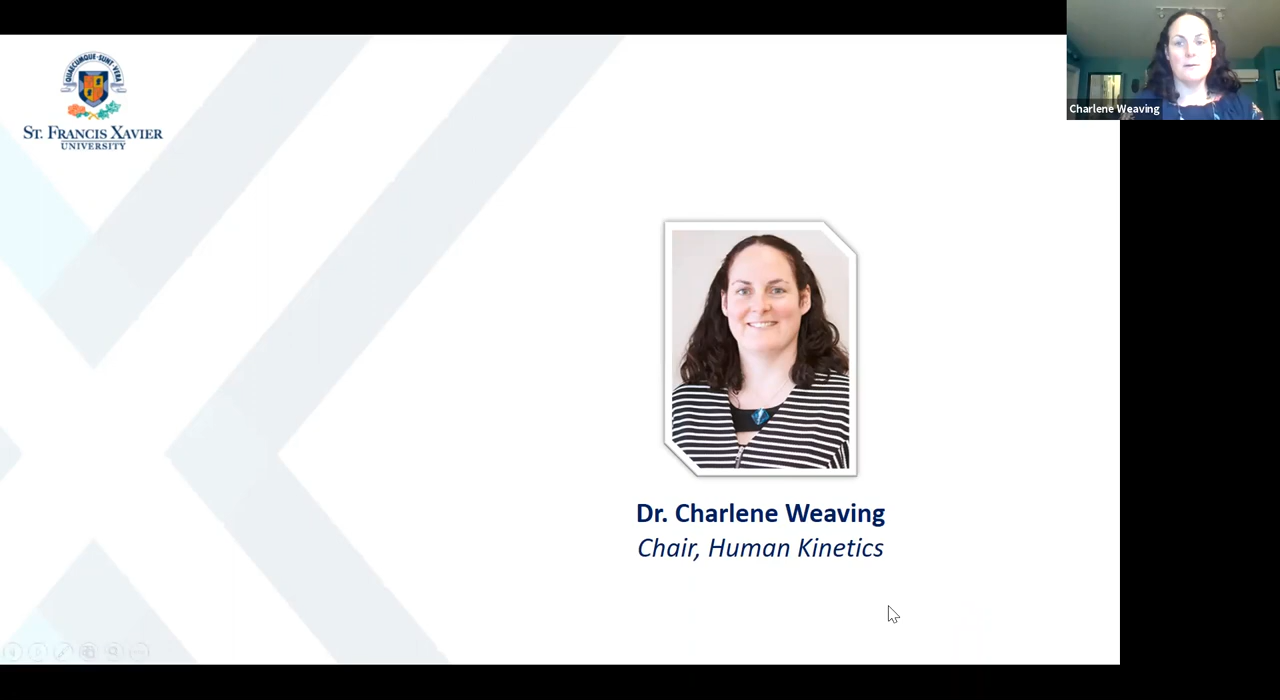 QUAECUMQUE·SUNT·VERA
ST. FRANCIS XAVIER
UNIVERSITY
Charlene Weaving
Dr. Charlene Weaving
Chair, Human Kinetics